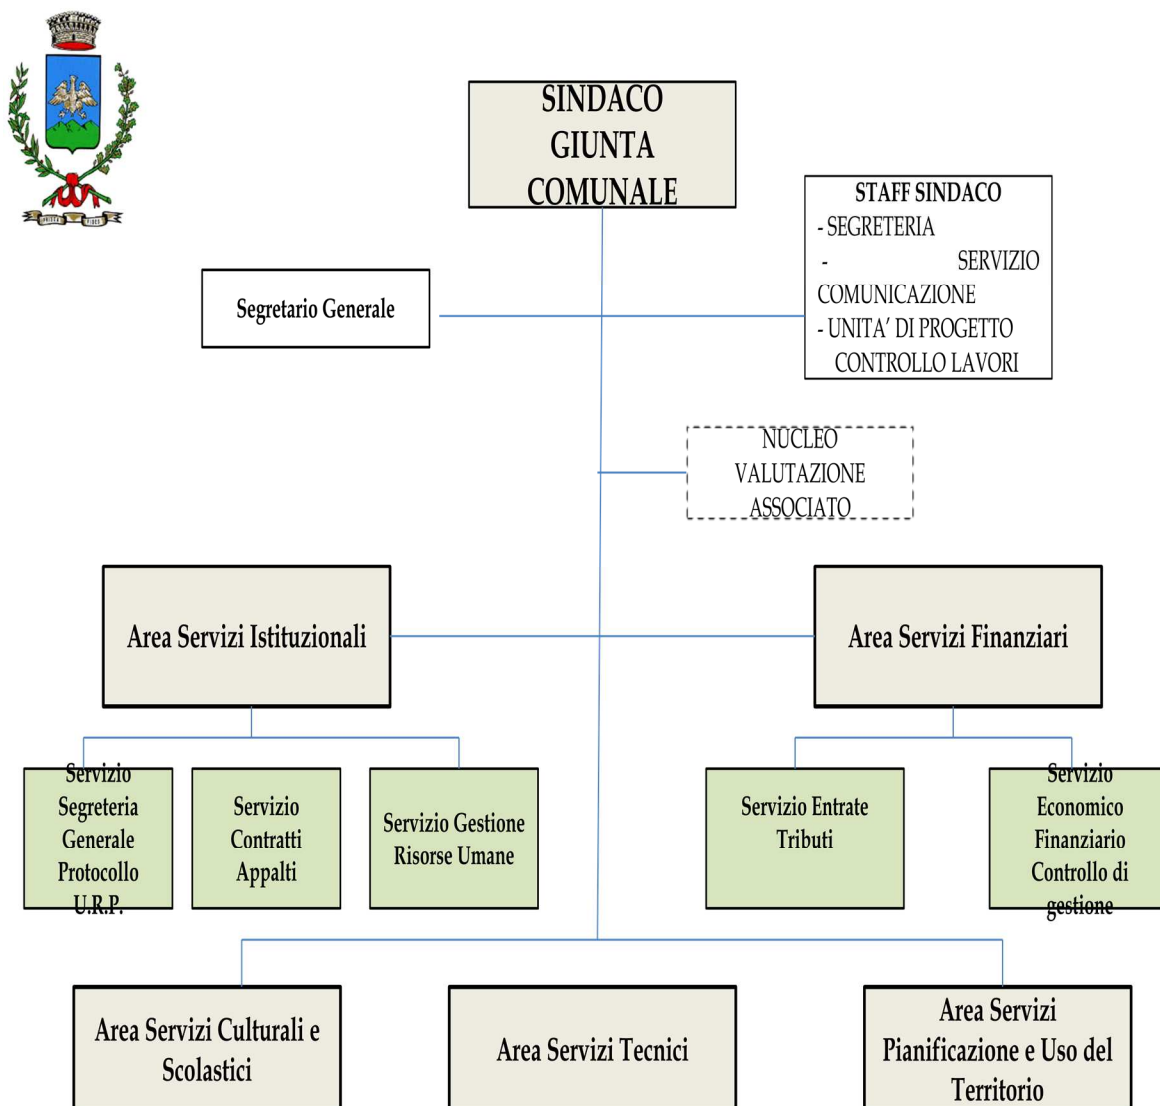 SINDACO
GIUNTA
COMUNALE
STAFF SINDACO
- SEGRETERIA
- SERVIZIO
COMUNICAZIONE
- UNITA' DI PROGETTO
CONTROLLO LAVORI
Segretario Generale
NUCLEO
VALUTAZIONE
ASSOCIATO
Area Servizi Istituzionali
Area Servizi Finanziari
Servizio
Segreteria
Generale
Protocollo
U.R.P.
Servizio
Contratti
Appalti
Servizio Gestione
Risorse Umane
Servizio Entrate
Tributi
Servizio
Economico
Finanziario
Controllo di
gestione
Area Servizi Culturali e
Scolastici
Area Servizi Tecnici
Area Servizi
Pianificazione e Uso del
Territorio